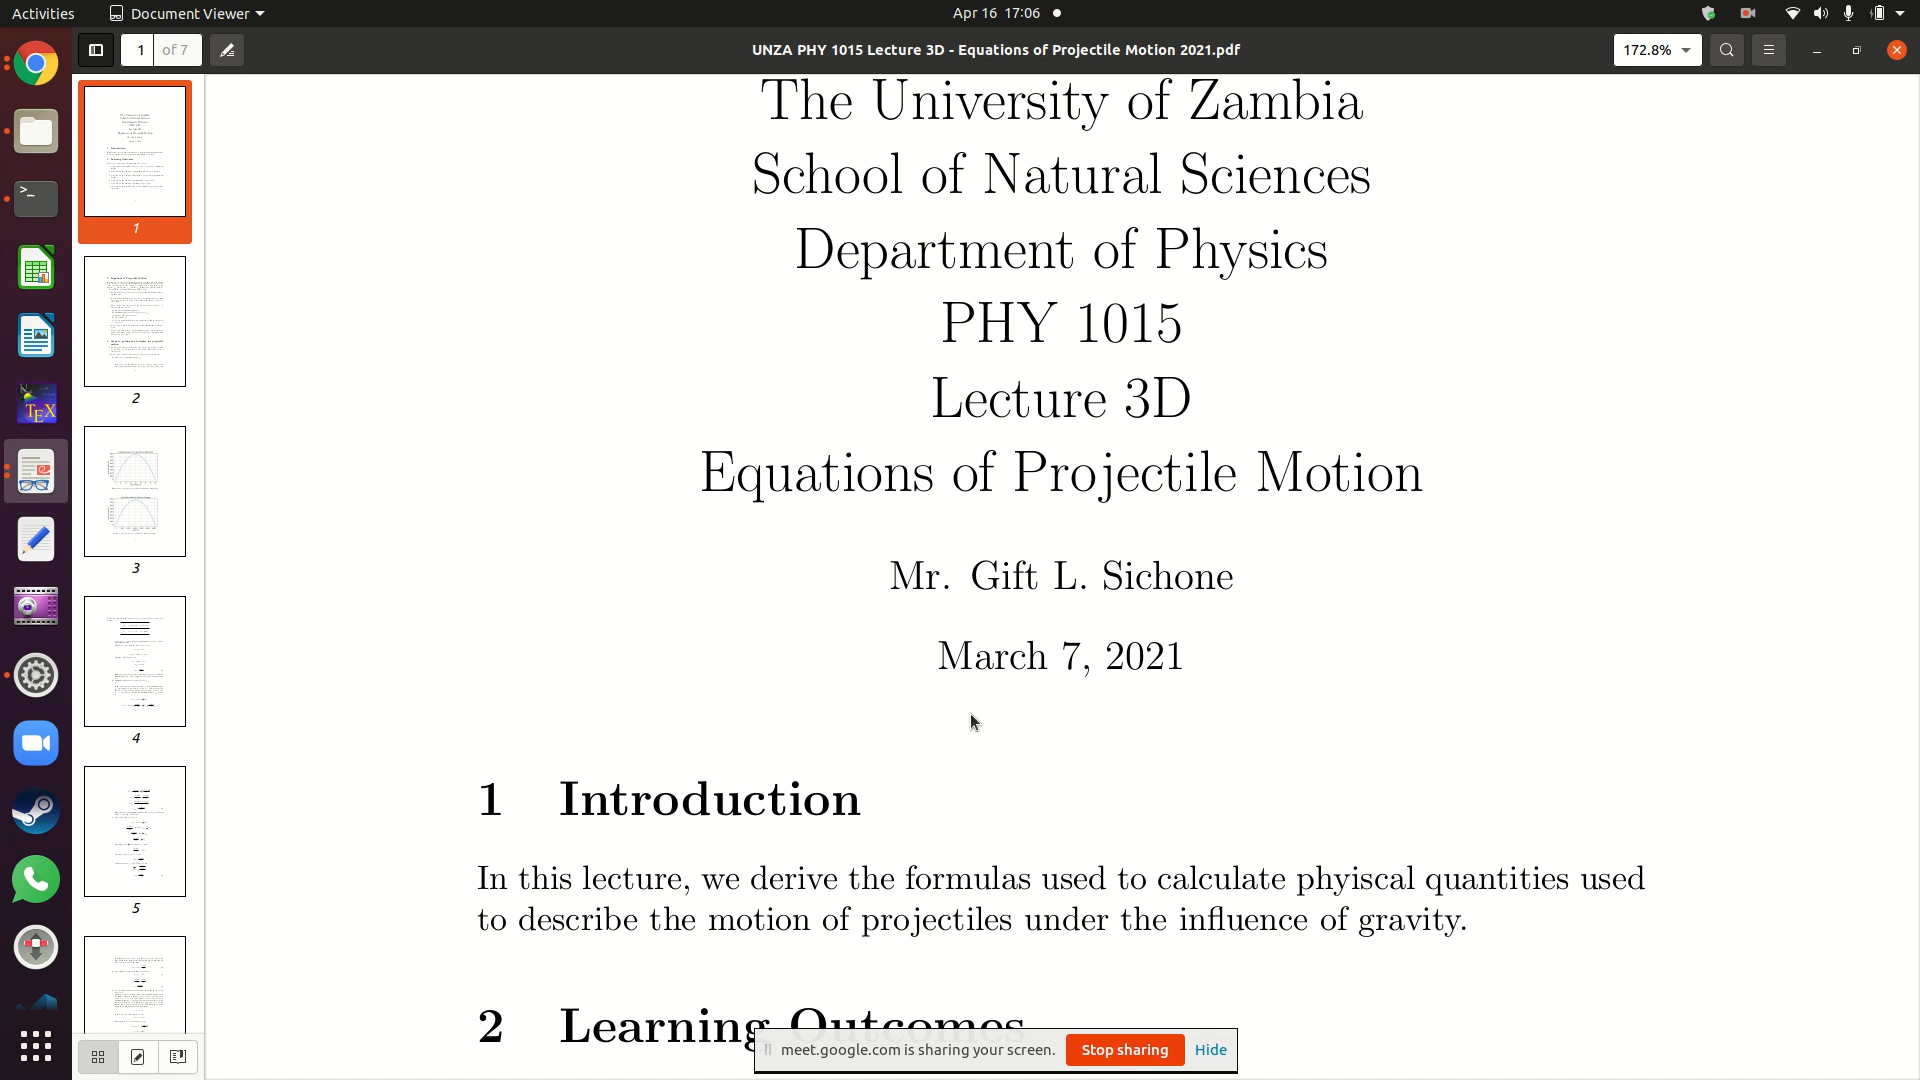 Activities
Document Viewer
Apr 16 17:06
1 of 7
UNZA PHY 1015 Lecture 3D - Equations of Projectile Motion 2021.pdf
172.8%
The University of Zambia
School of Natural Sciences
Department of Physics
PHY 1015
Lecture 3D
Equations of Projectile Motion
Mr. Gift L. Sichone
March 7, 2021
1 Introduction
In this lecture, we derive the formulas used to calculate phyiscal quantities used
to describe the motion of projectiles under the influence of gravity.
2 Learning Outcomes
1
2
3
4
5
>_
TEX
meet.google.com is sharing your screen.
Stop sharing
Hide